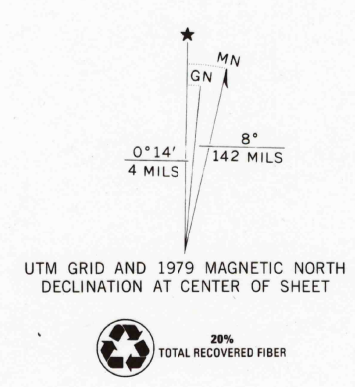 ★
MN
GN
0°14′
4 MILS
8°
142 MILS
UTM GRID AND 1979 MAGNETIC NORTH
DECLINATION AT CENTER OF SHEET
20%
TOTAL RECOVERED FIBER